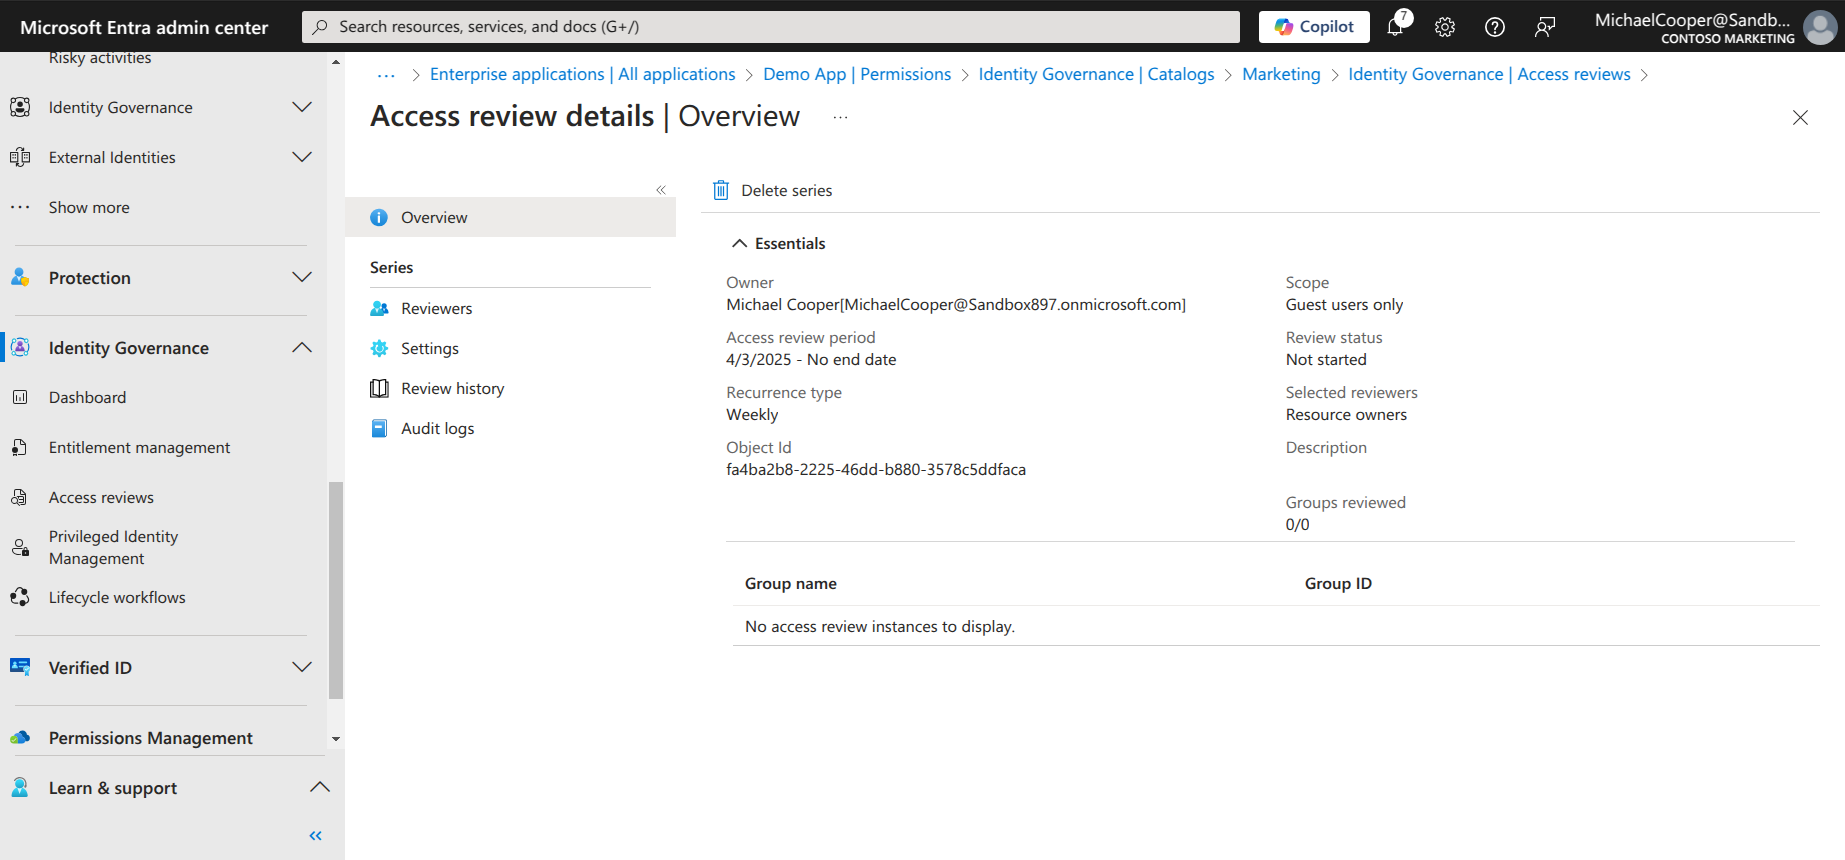 Microsoft Entra admin center
Search resources, services, and docs (G+/)
Copilot
7
MichaelCooper@Sandb...
CONTOSO MARKETING
Risky activities
Identity Governance
External Identities
Show more
Protection
Identity Governance
Dashboard
Entitlement management
Access reviews
Privileged Identity
Management
Lifecycle workflows
Verified ID
Permissions Management
Learn & support
... > Enterprise applications | All applications > Demo App | Permissions > Identity Governance | Catalogs > Marketing > Identity Governance | Access reviews >
Access review details | Overview ...
Overview
Series
Reviewers
Settings
Review history
Audit logs
Delete series
Essentials
Owner
Michael Cooper[MichaelCooper@Sandbox897.onmicrosoft.com]
Access review period
4/3/2025 - No end date
Recurrence type
Weekly
Object Id
fa4ba2b8-2225-46dd-b880-3578c5ddfaca
Scope
Guest users only
Review status
Not started
Selected reviewers
Resource owners
Description
Groups reviewed
0/0
Group name Group ID
No access review instances to display.